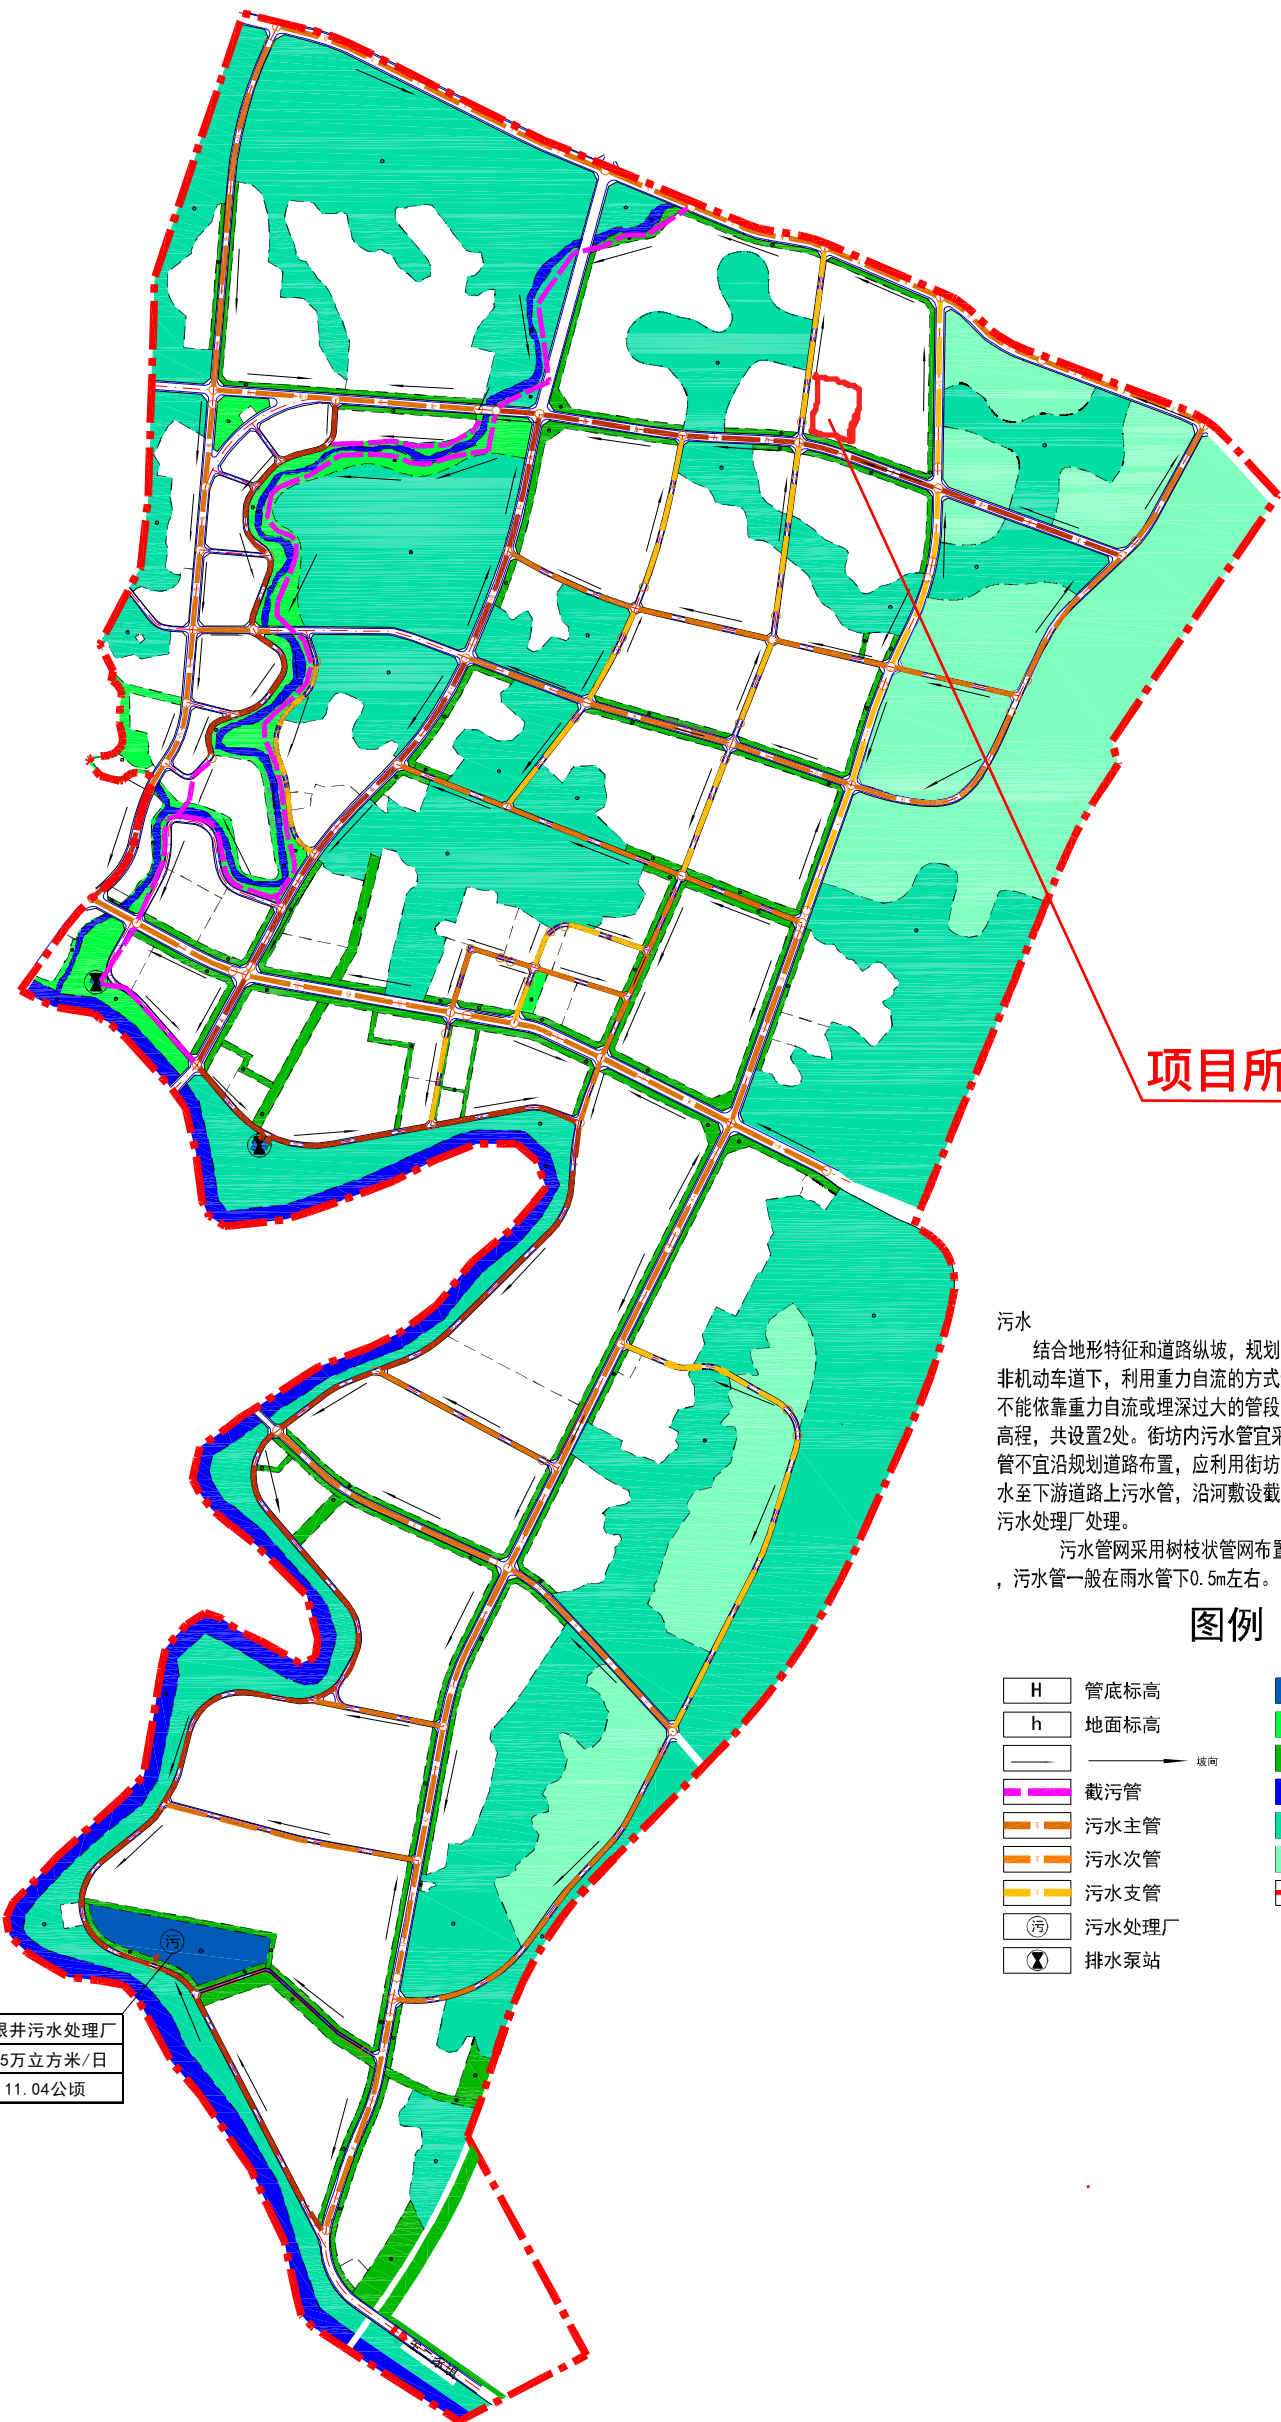 项目所
污水
结合地形特征和道路纵坡，规划
非机动车道下，利用重力自流的方式
不能依靠重力自流或埋深过大的管段
高程，共设置2处。街坊内污水管宜采
管不宜沿规划道路布置，应利用街坊
水至下游道路上污水管，沿河敷设截
污水处理厂处理。
污水管网采用树枝状管网布置
，污水管一般在雨水管下0.5m左右。
图例
H 管底标高
h 地面标高
坡向
截污管
污水主管
污水次管
污水支管
污 污水处理厂
排水泵站
污
井污水处理厂
5万立方米/日
11.04公顷